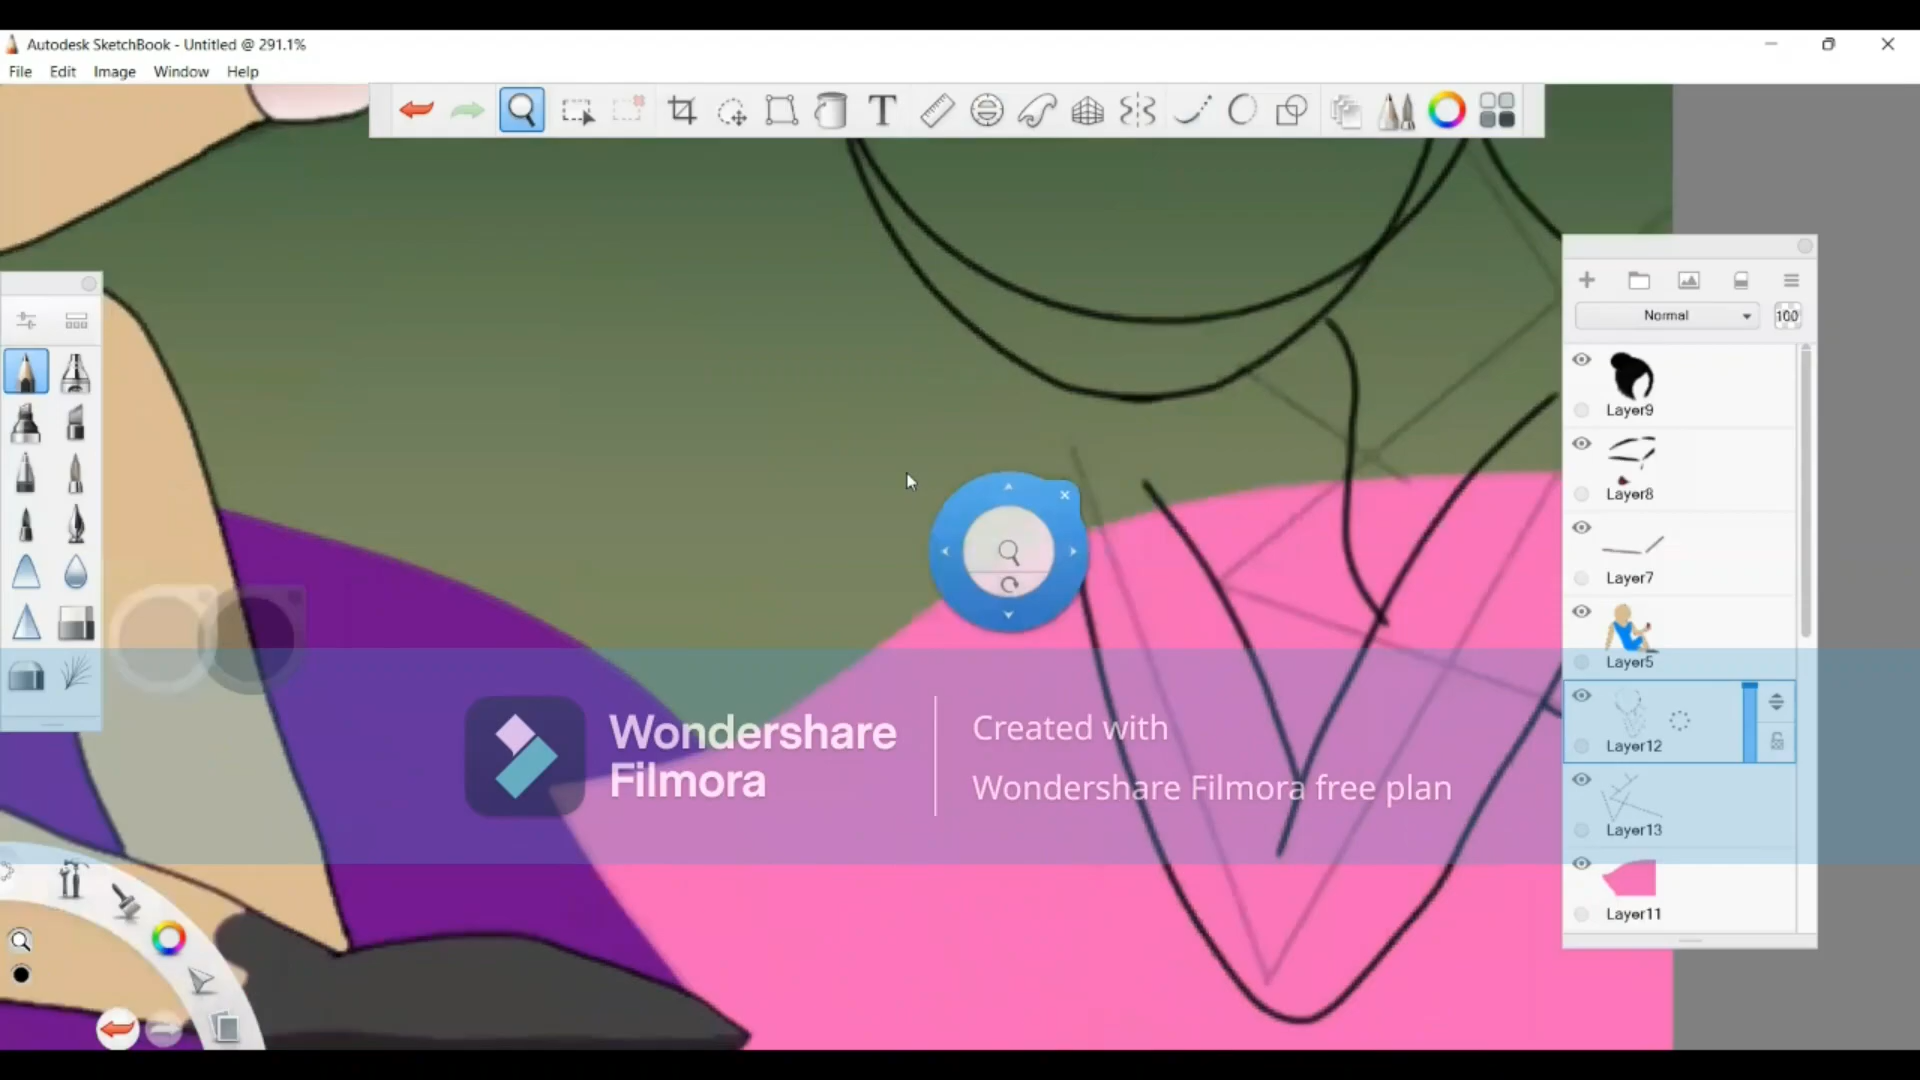 Autodesk SketchBook - Untitled @ 291.1%
File Edit Image Window Help
T
Normal 100
Layer9
Layer8
Layer7
Layer5
Layer12
Layer13
Layer11
Wondershare
Filmora
Created with
Wondershare Filmora free plan